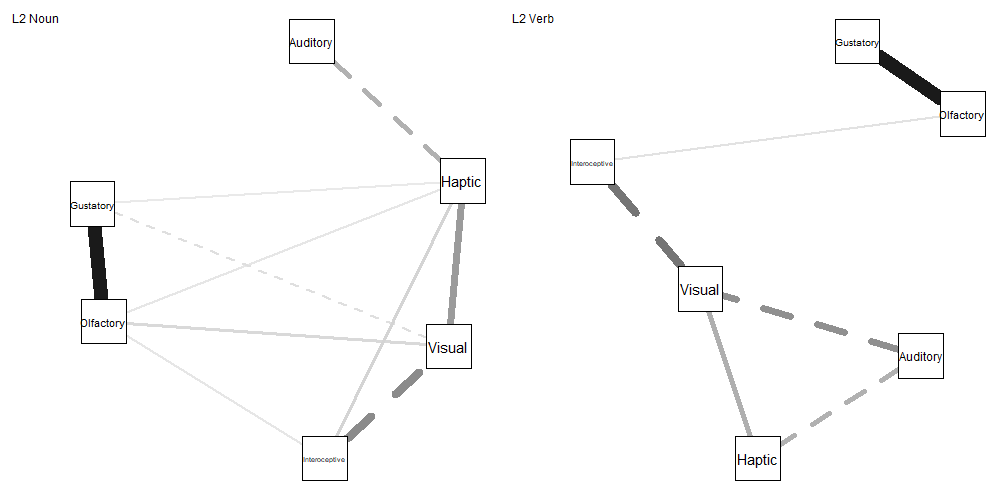 L2 Noun
Auditory
Haptic
Gustatory
Olfactory
Visual
Interoceptive
L2 Verb
Gustatory
Olfactory
Interoceptive
Visual
Auditory
Haptic